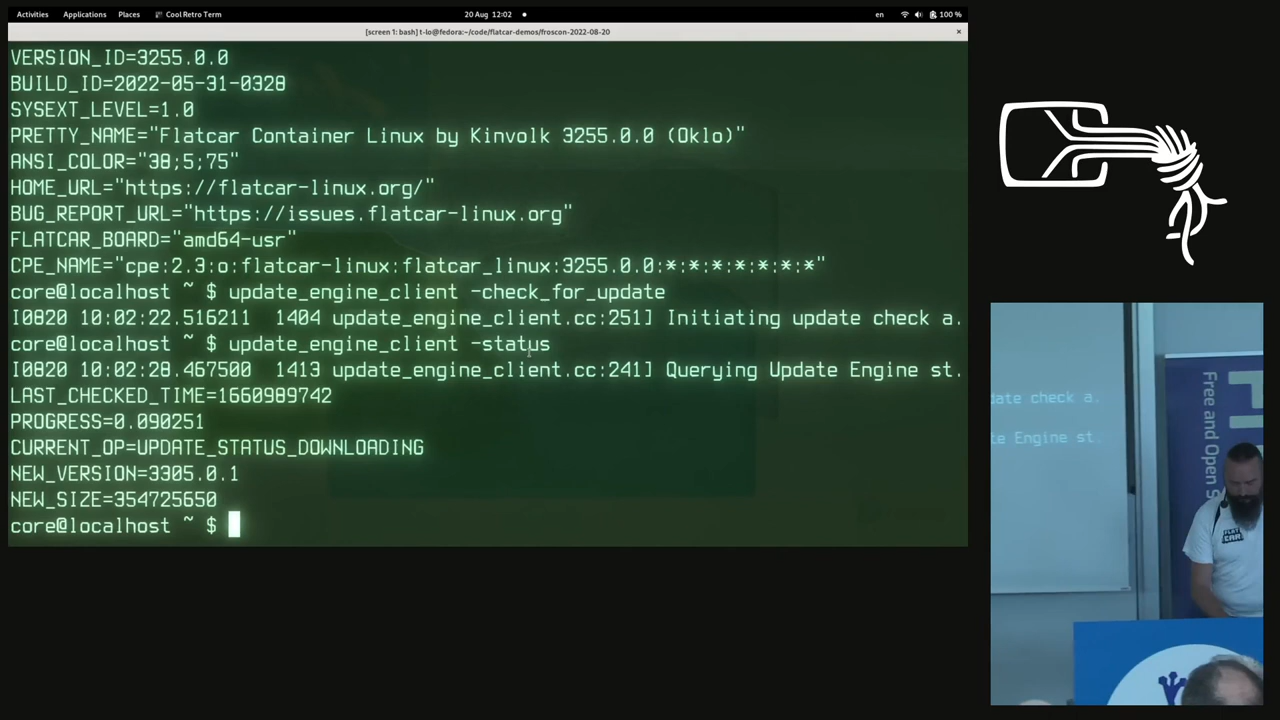 Activities Applications Places Cool Retro Term 20 Aug 12:02 en 100 %
[screen 1: bash] t-lo@fedora:~/code/flatcar-demos/froscon-2022-08-20
VERSION_ID=3255.0.0
BUILD_ID=2022-05-31-0328
SYSEXT_LEVEL=1.0
PRETTY_NAME="Flatcar Container Linux by Kinvolk 3255.0.0 (Oklo)"
ANSI_COLOR="38;5;75"
HOME_URL="https://flatcar-linux.org/"
BUG_REPORT_URL="https://issues.flatcar-linux.org"
FLATCAR_BOARD="amd64-usr"
CPE_NAME="cpe:2.3:o:flatcar-linux:flatcar_linux:3255.0.0:*:*:*:*:*:*:*"
core@localhost ~ $ update_engine_client -check_for_update
I0820 10:02:22.516211  1404 update_engine_client.cc:251] Initiating update check a.
core@localhost ~ $ update_engine_client -status
I0820 10:02:28.467500  1413 update_engine_client.cc:241] Querying Update Engine st.
LAST_CHECKED_TIME=1660989742
PROGRESS=0.090251
CURRENT_OP=UPDATE_STATUS_DOWNLOADING
NEW_VERSION=3305.0.1
NEW_SIZE=354725650
core@localhost ~ $
date check a.
te Engine st.
Free and Open S
FLAT
CAR